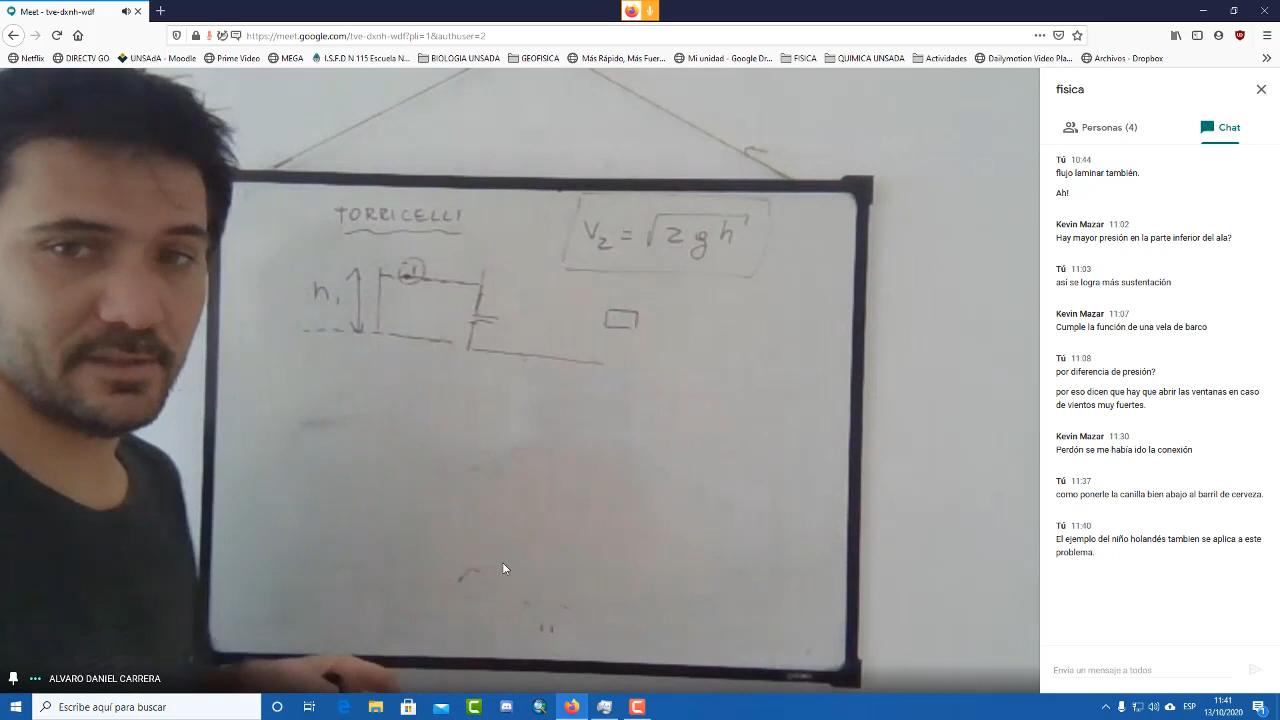 Meet - tve-dxnh-wdf
https://meet.google.com/tve-dxnh-wdf?pli=1&authuser=2
Netflix DIRECTV GO UNSAdA - Moodle Prime Video MEGA I.S.F.D N 115 Escuela N... BIOLOGIA UNSADA GEOFISICA Más Rápido, Más Fuer... Mi unidad - Google Dr... FISICA QUIMICA UNSADA Actividades Dailymotion Video Pla... Archivos - Dropbox
TORRICELLI
V2 = √2 g h
1
h1
ALVARO DANIEL CARRERA
fisica
Personas (4) Chat
Tú 10:44
flujo laminar también.
Ah!
Kevin Mazar 11:02
Hay mayor presión en la parte inferior del ala?
Tú 11:03
asi se logra más sustentación
Kevin Mazar 11:07
Cumple la función de una vela de barco
Tú 11:08
por diferencia de presión?
por eso dicen que hay que abrir las ventanas en caso
de vientos muy fuertes.
Kevin Mazar 11:30
Perdón se me había ido la conexión
Tú 11:37
como ponerle la canilla bien abajo al barril de cerveza.
Tú 11:40
El ejemplo del niño holandés tambien se aplica a este
problema.
Envía un mensaje a todos
Escribe aquí para buscar
ESP
11:41
13/10/2020